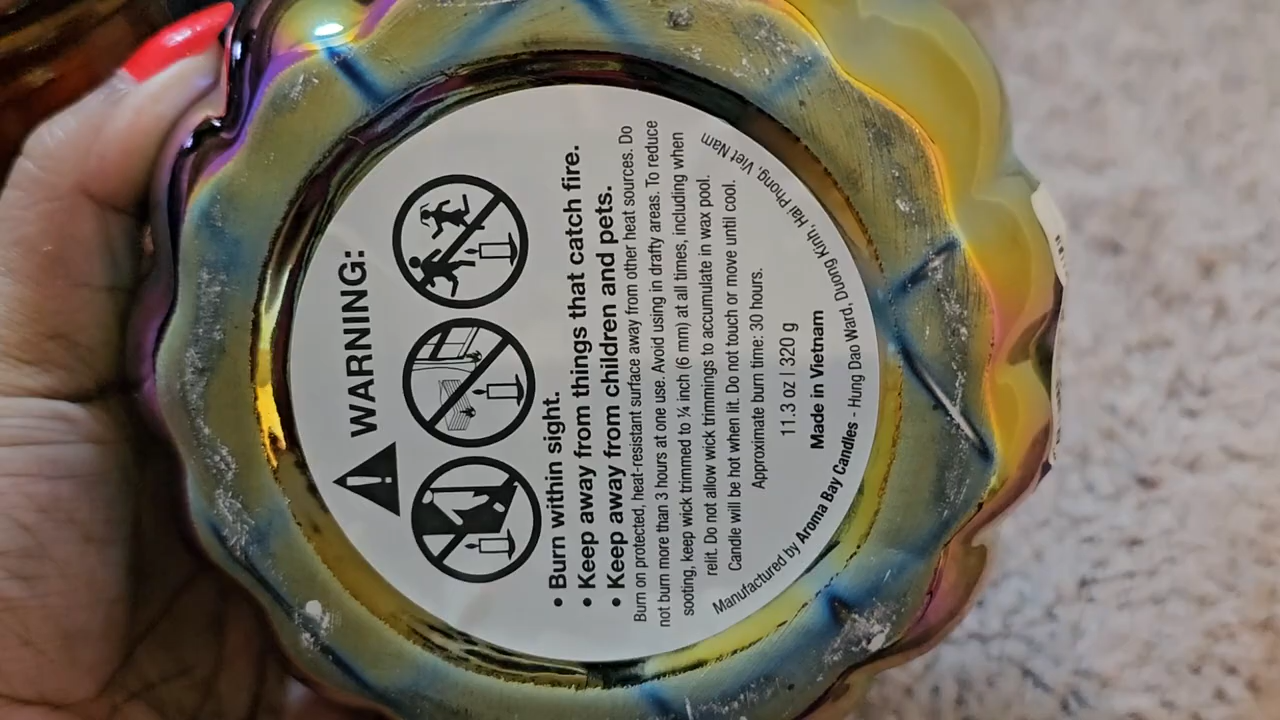 WARNING:
• Burn within sight.
• Keep away from things that catch fire.
• Keep away from children and pets.
Burn on protected, heat-resistant surface away from other heat sources. Do
not burn more than 3 hours at one use. Avoid using in drafty areas. To reduce
sooting, keep wick trimmed to ¼ inch (6 mm) at all times, including when
relit. Do not allow wick trimmings to accumulate in wax pool.
Candle will be hot when lit. Do not touch or move until cool.
Approximate burn time: 30 hours.
11.3 oz | 320 g
Made in Vietnam
Manufactured by Aroma Bay Candles - Hung Dao Ward, Duong Kinh, Hai Phong, Viet Nam